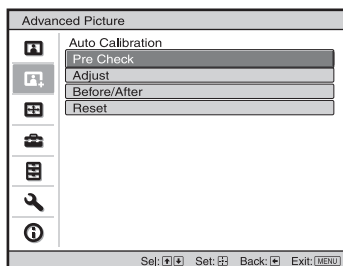 Advanced Picture
Auto Calibration
Pre Check
Adjust
Before/After
Reset
Sel: Set: Back: Exit: MENU